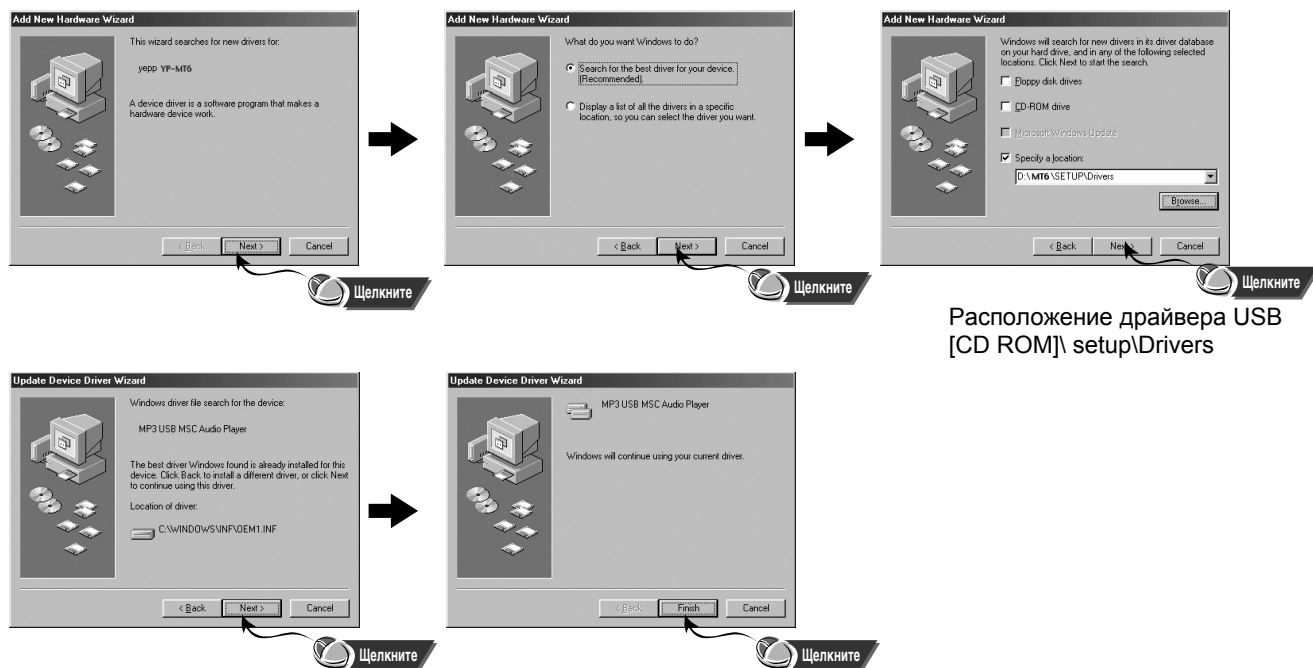 Add New Hardware Wizard
This wizard searches for new drivers for:
yepp YP-MT6
A device driver is a software program that makes a
hardware device work.
< Back
Next >
Cancel
Щелкните
Add New Hardware Wizard
What do you want Windows to do?
Search for the best driver for your device.
(Recommended).
Display a list of all the drivers in a specific
location, so you can select the driver you want.
< Back
Next >
Cancel
Щелкните
Add New Hardware Wizard
Windows will search for new drivers in its driver database
on your hard drive, and in any of the following selected
locations. Click Next to start the search.
Floppy disk drives
CD-ROM drive
Microsoft Windows Update
Specify a location:
D:\MT6\SETUP\Drivers
Browse...
< Back
Next >
Cancel
Щелкните
Расположение драйвера USB
[CD ROM]\ setup\Drivers
Update Device Driver Wizard
Windows driver file search for the device:
MP3 USB MSC Audio Player
The best driver Windows found is already installed for this
device. Click Back to install a different driver, or click Next
to continue using this driver.
Location of driver:
C:\WINDOWS\INF\OEM1.INF
< Back
Next >
Cancel
Щелкните
Update Device Driver Wizard
MP3 USB MSC Audio Player
Windows will continue using your current driver.
< Back
Finish
Cancel
Щелкните